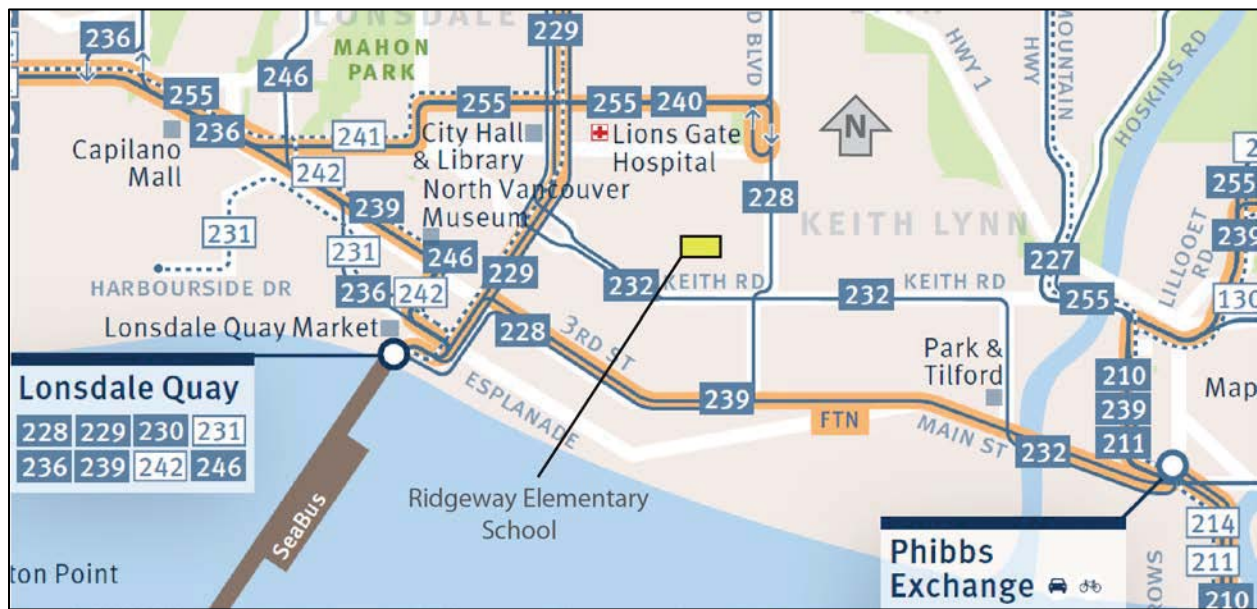 LONSDALE
LYNN
236
229
D BLVD
HWY 1
HWY
MOUNTAIN
HOSKINS RD
MAHON
PARK
246
255
255
255
240
N
236
241
City Hall
& Library
Lions Gate
Hospital
Capilano
Mall
242
North Vancouver
Museum
228
255
239
239
KEITH LYNN
LILLOOET
RD
231
231
246
229
227
232
KEITH RD
232
KEITH RD
255
130
HARBOURSIDE DR
236
242
Lonsdale Quay Market
228
3RD ST
Park &
Tilford
210
239
211
Map
Lonsdale Quay
228 229 230 231
236 239 242 246
ESPLANADE
239
FTN
MAIN ST
232
SeaBus
Ridgeway Elementary
School
Phibbs
Exchange
214
211
210
ROWS
ton Point